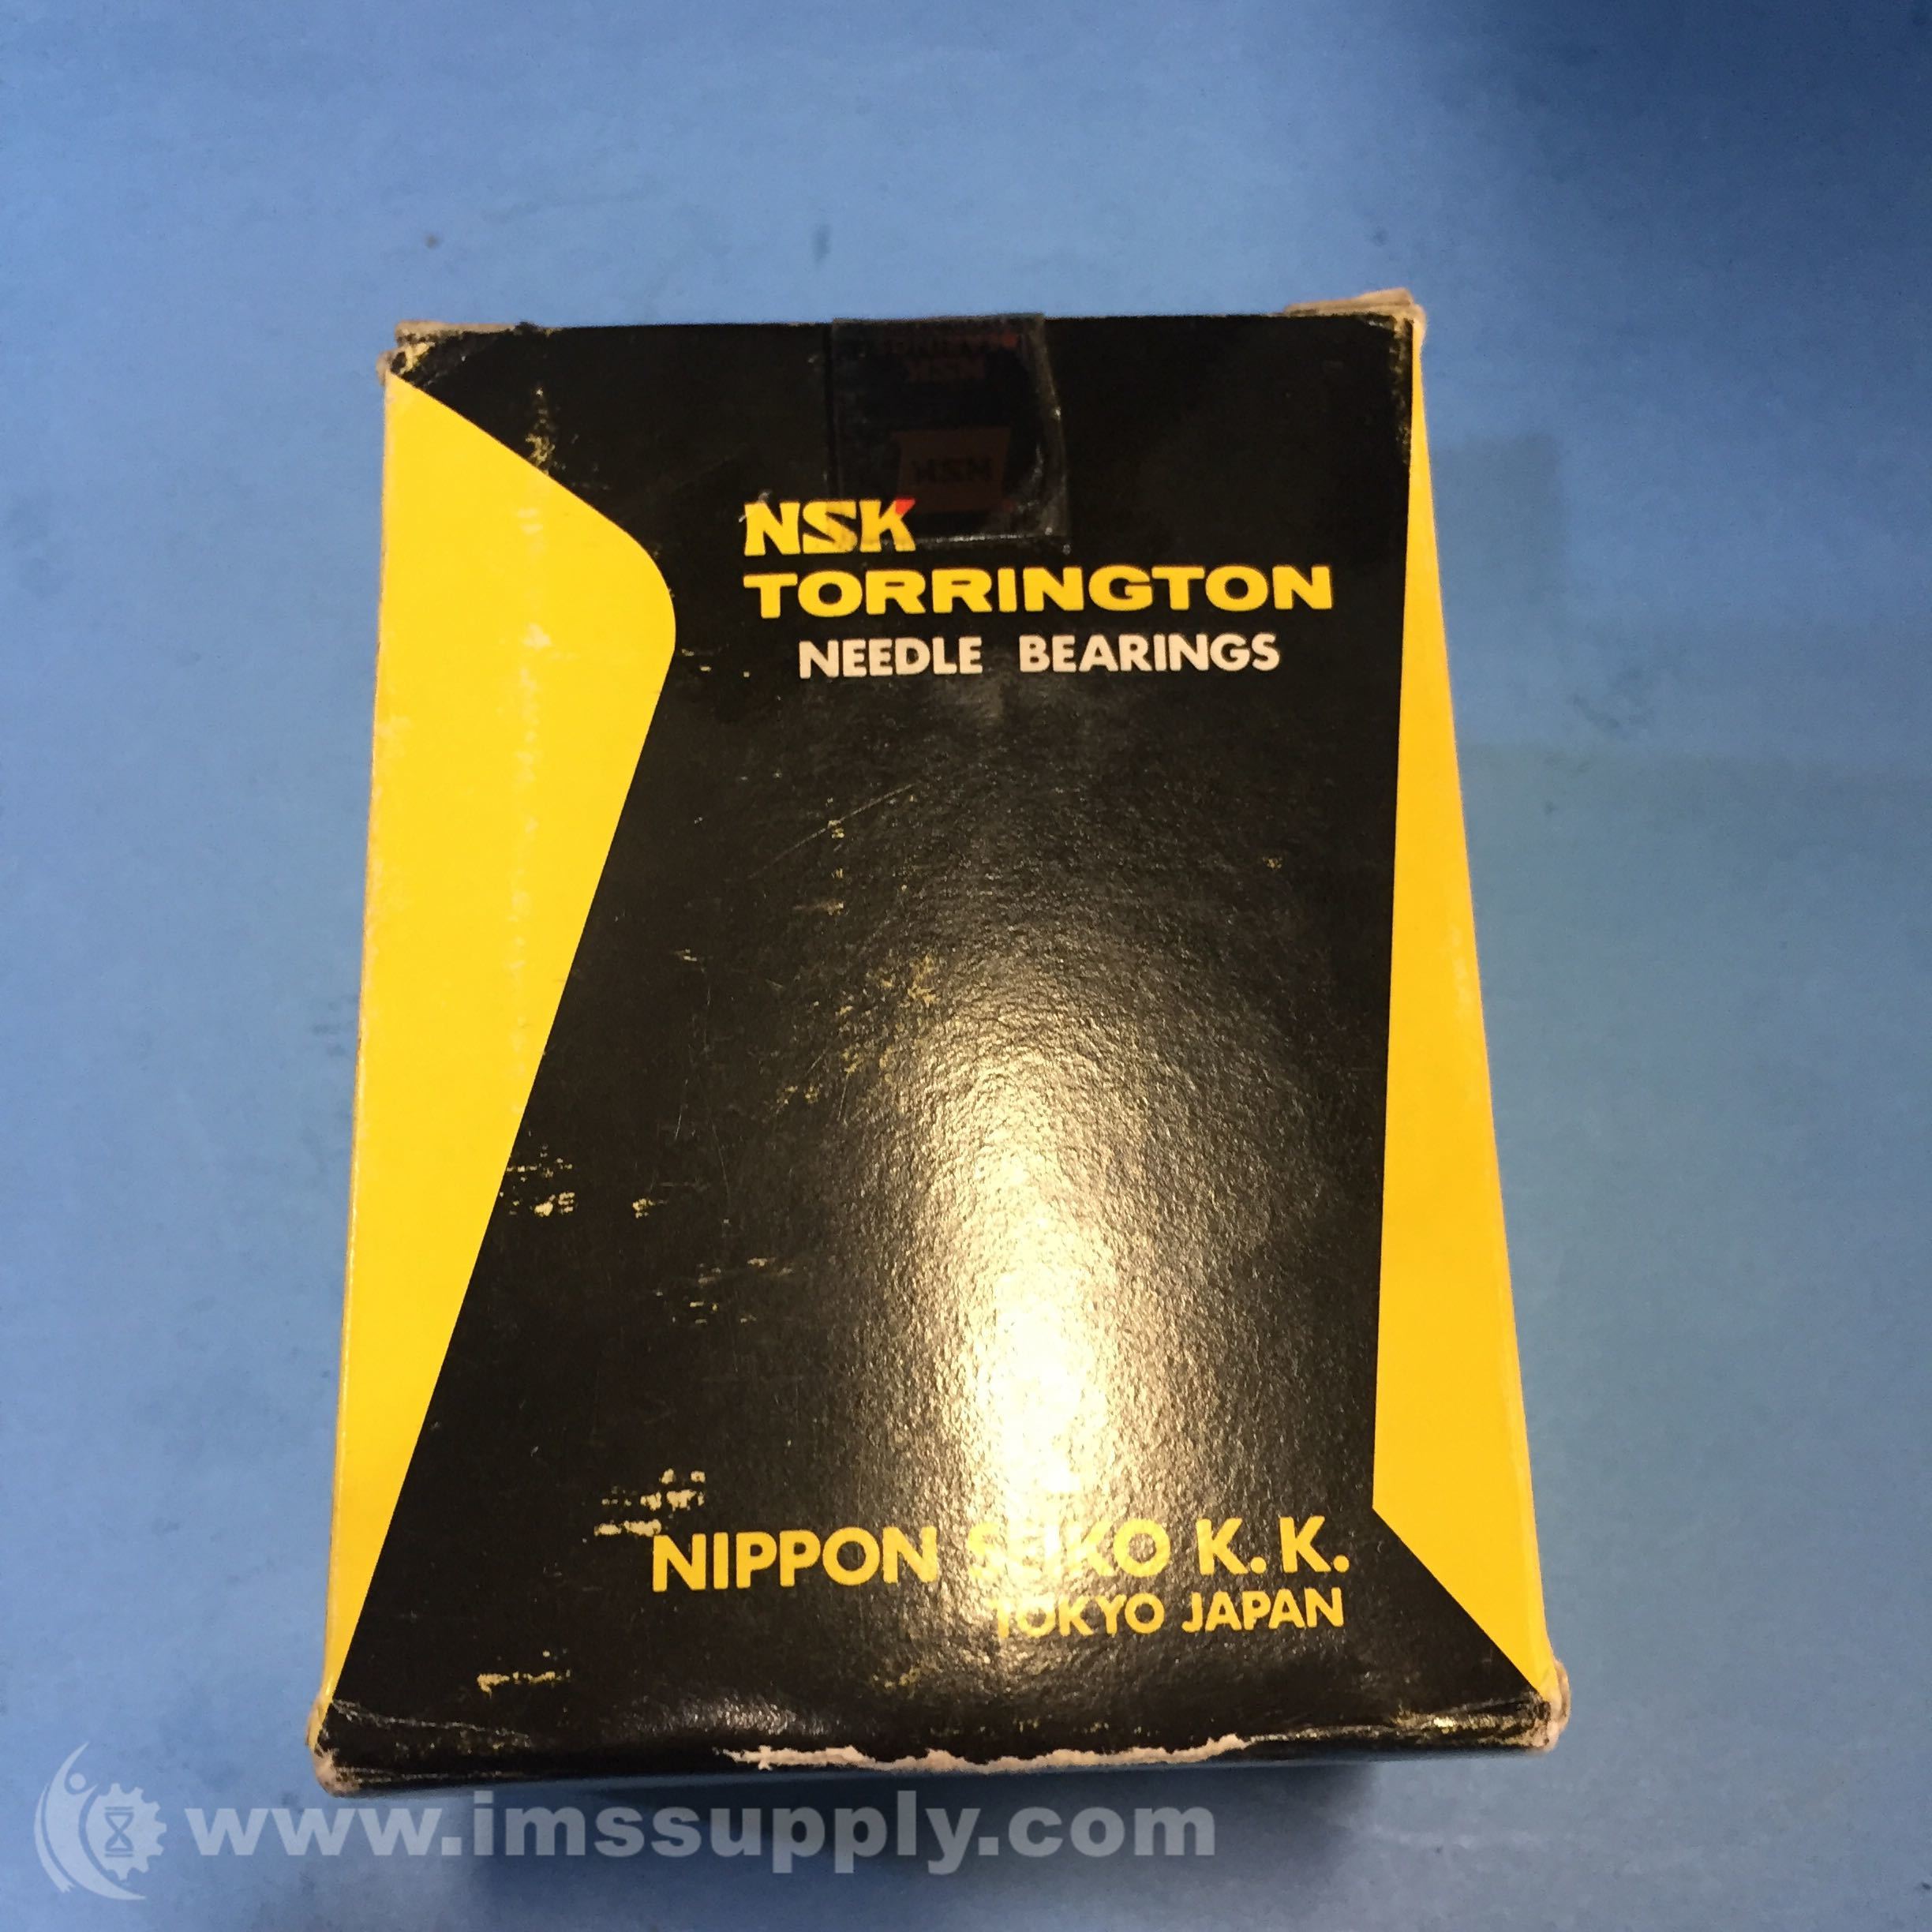 NSK
TORRINGTON
NEEDLE BEARINGS
NIPPON SEIKO K.K.
TOKYO JAPAN
www.imssupply.com